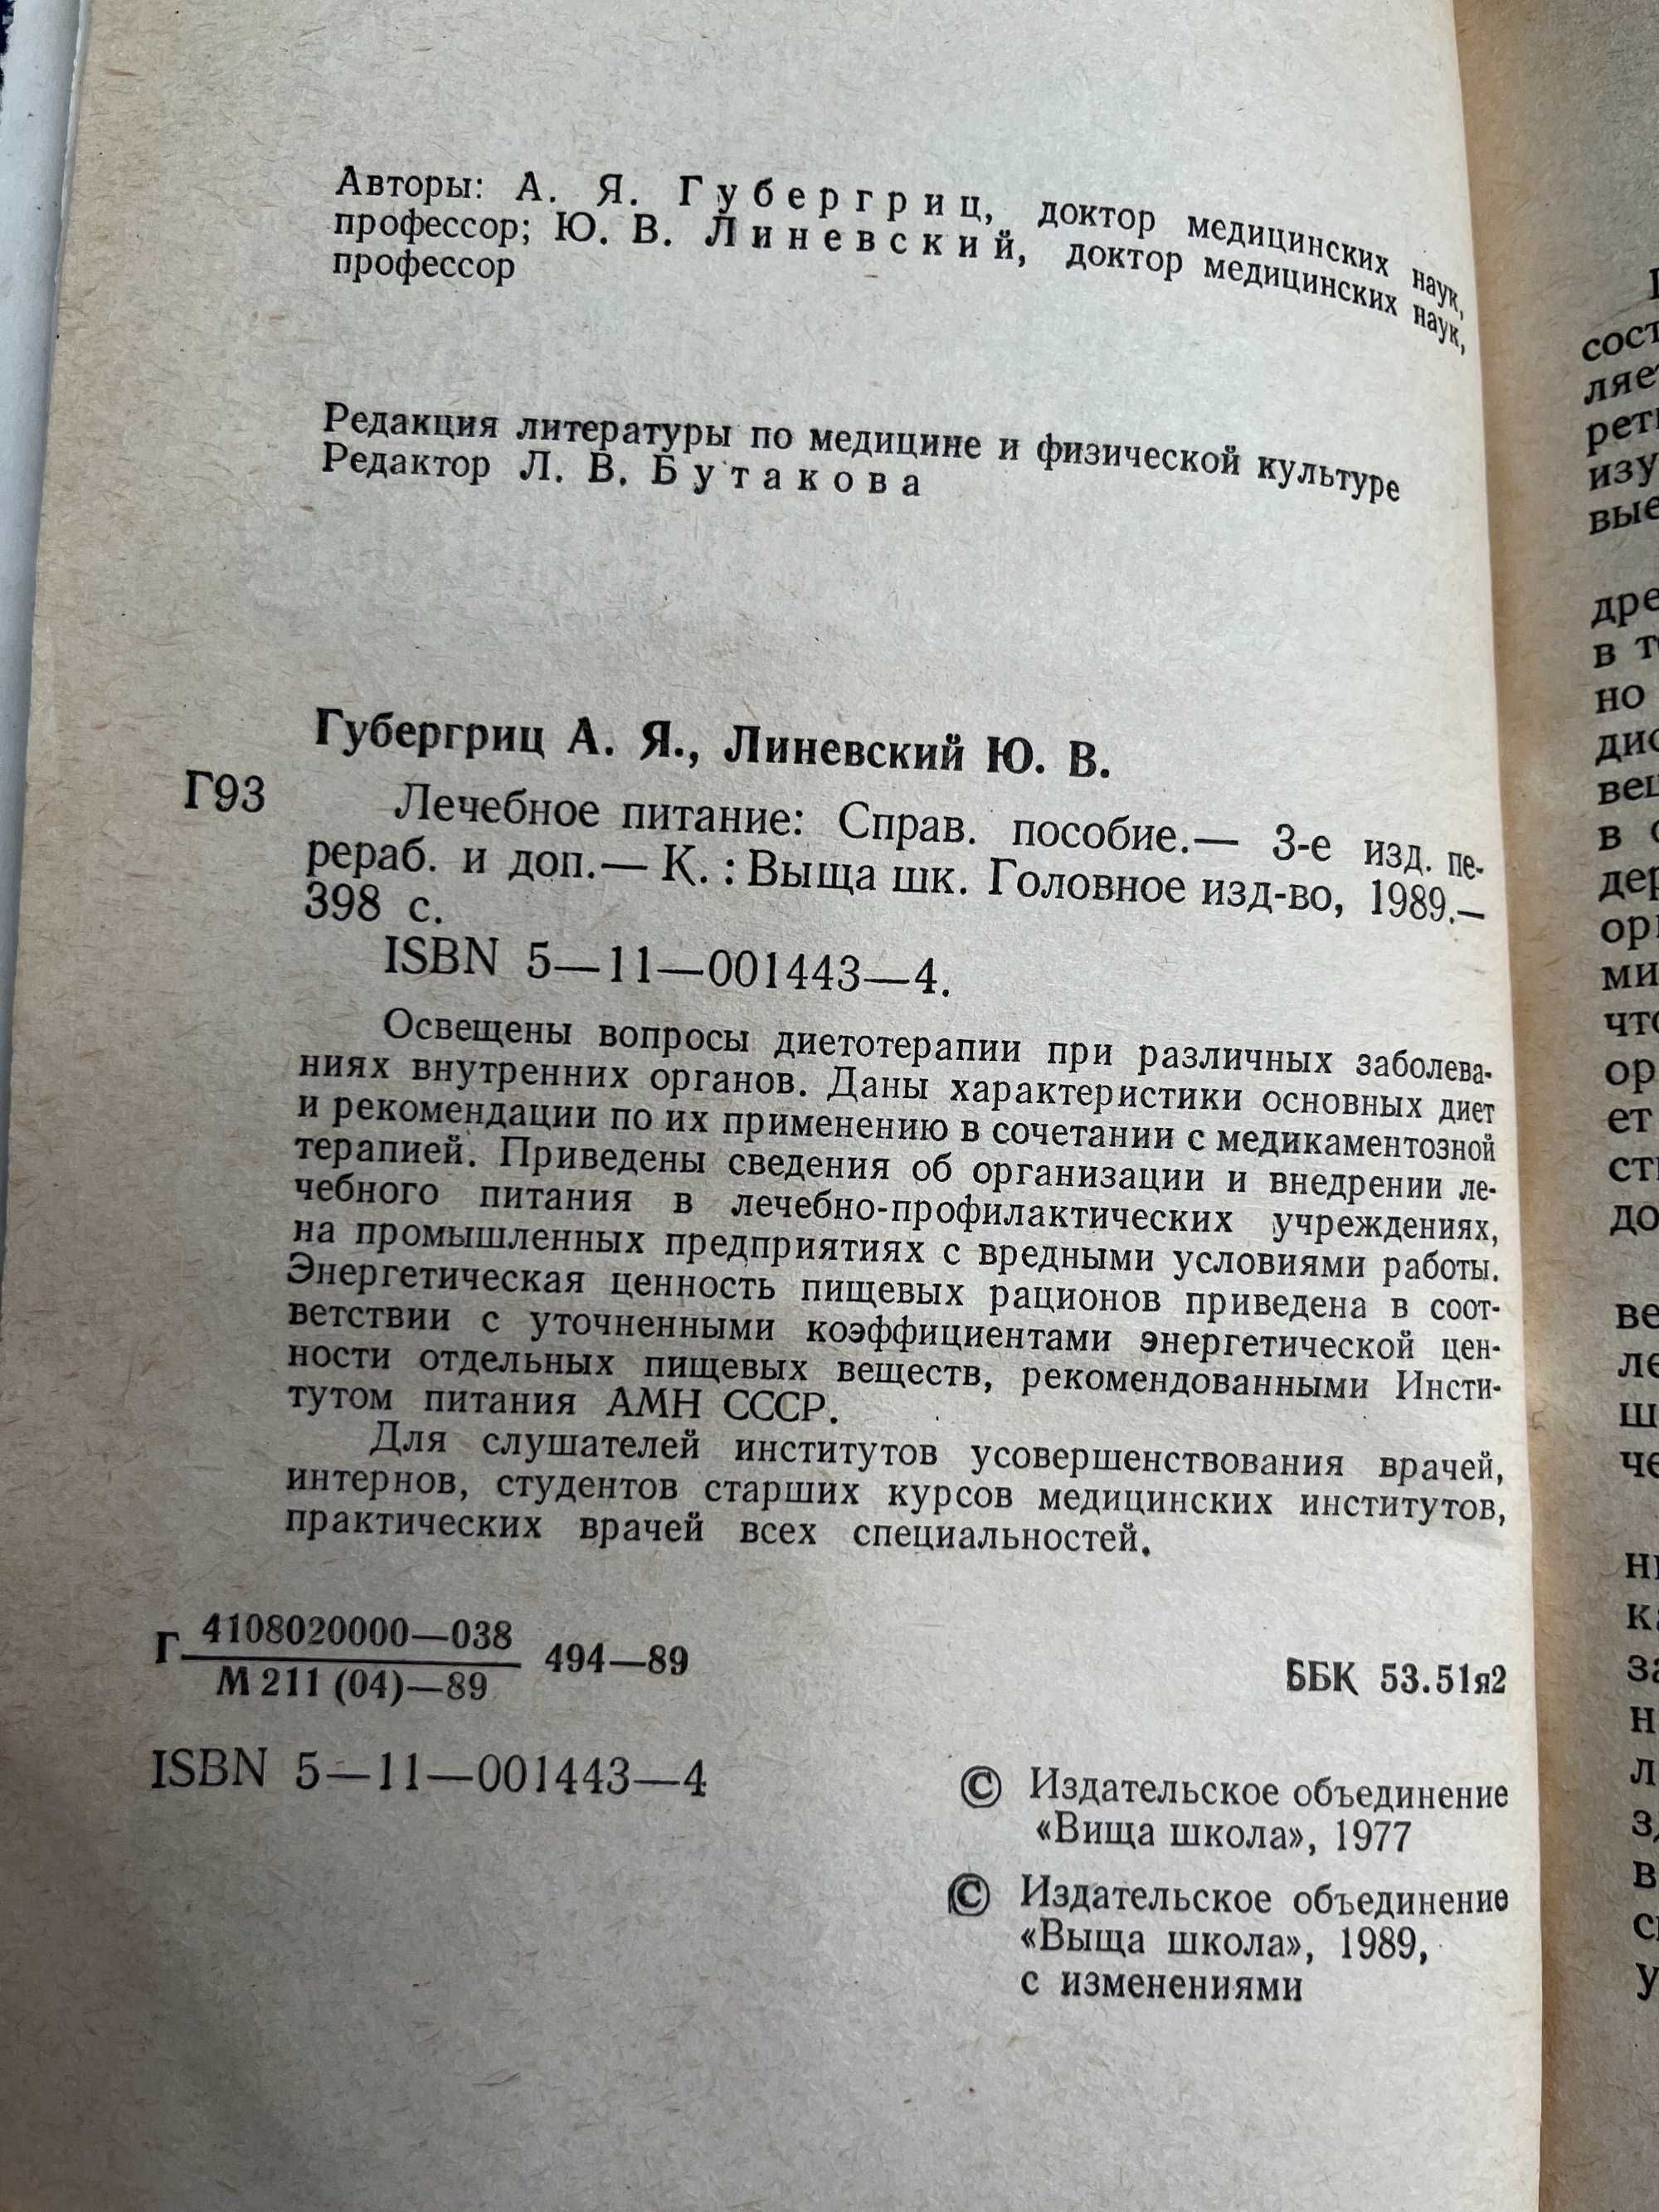 Авторы: А. Я. Губергриц, доктор медицинских наук,
профессор; Ю. В. Линевский, доктор медицинских наук,
профессор
Редакция литературы по медицине и физической культуре
Редактор Л. В. Бутакова
Губергриц А. Я., Линевский Ю. В.
Г93
Лечебное питание: Справ. пособие.— 3-е изд. пе-
рераб. и доп.— К. : Выща шк. Головное изд-во, 1989.—
398 с.
ISBN 5—11—001443—4.
Освещены вопросы диетотерапии при различных заболева-
ниях внутренних органов. Даны характеристики основных диет
и рекомендации по их применению в сочетании с медикаментозной
терапией. Приведены сведения об организации и внедрении ле-
чебного питания в лечебно-профилактических учреждениях,
на промышленных предприятиях с вредными условиями работы.
Энергетическая ценность пищевых рационов приведена в соот-
ветствии с уточненными коэффициентами энергетической цен-
ности отдельных пищевых веществ, рекомендованными Инсти-
тутом питания АМН СССР.
Для слушателей институтов усовершенствования врачей,
интернов, студентов старших курсов медицинских институтов,
практических врачей всех специальностей.
Г 4108020000—038
М 211 (04)—89
494—89
ББК 53.51я2
ISBN 5—11—001443—4
© Издательское объединение
«Вища школа», 1977
© Издательское объединение
«Выща школа», 1989,
с изменениями